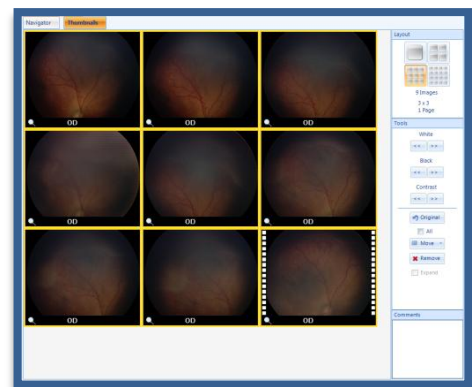 Navigator Thumbnails
Layout
9 Images
3 x 3
1 Page
Tools
White
<< >>
Black
<< >>
Contrast
<< >>
Original
All
Move
Remove
Expand
Comments
OD OD OD
OD OD OD
OD OD OD